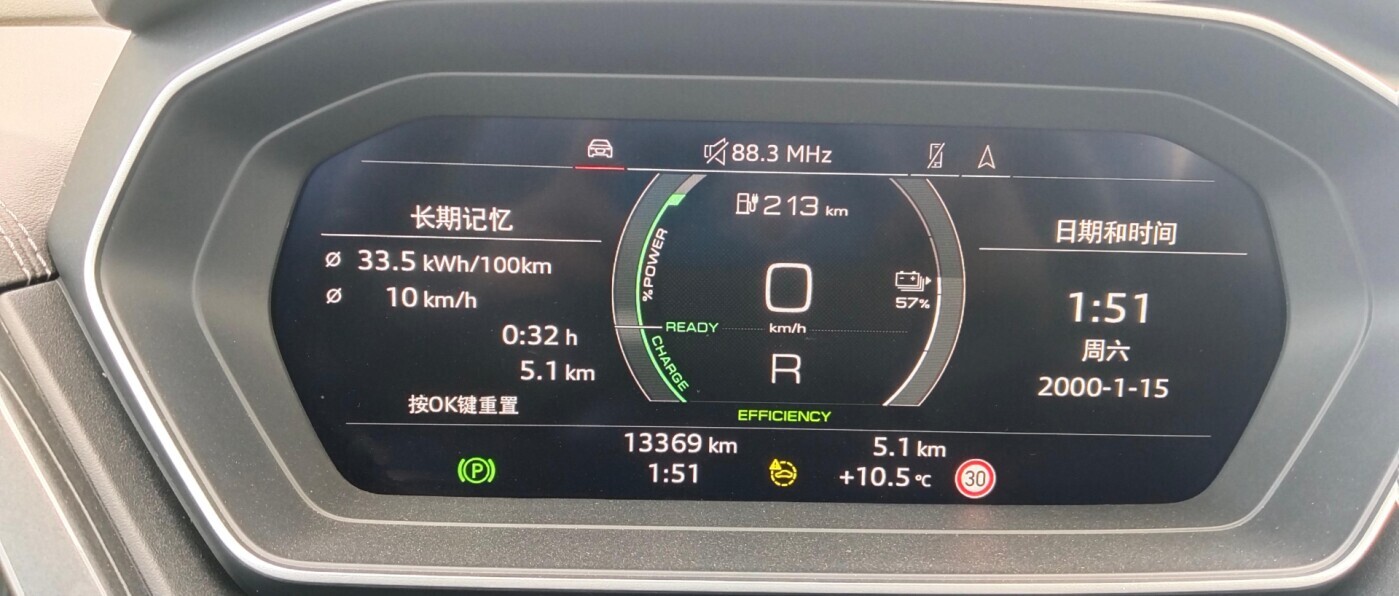 88.3 MHz
长期记忆
Ø 33.5 kWh/100km
Ø 10 km/h
0:32 h
5.1 km
按OK键重置
213 km
%POWER
0
km/h
READY
CHARGE
R
EFFICIENCY
57%
日期和时间
1:51
周六
2000-1-15
13369 km
5.1 km
P
1:51
+10.5 °C
30